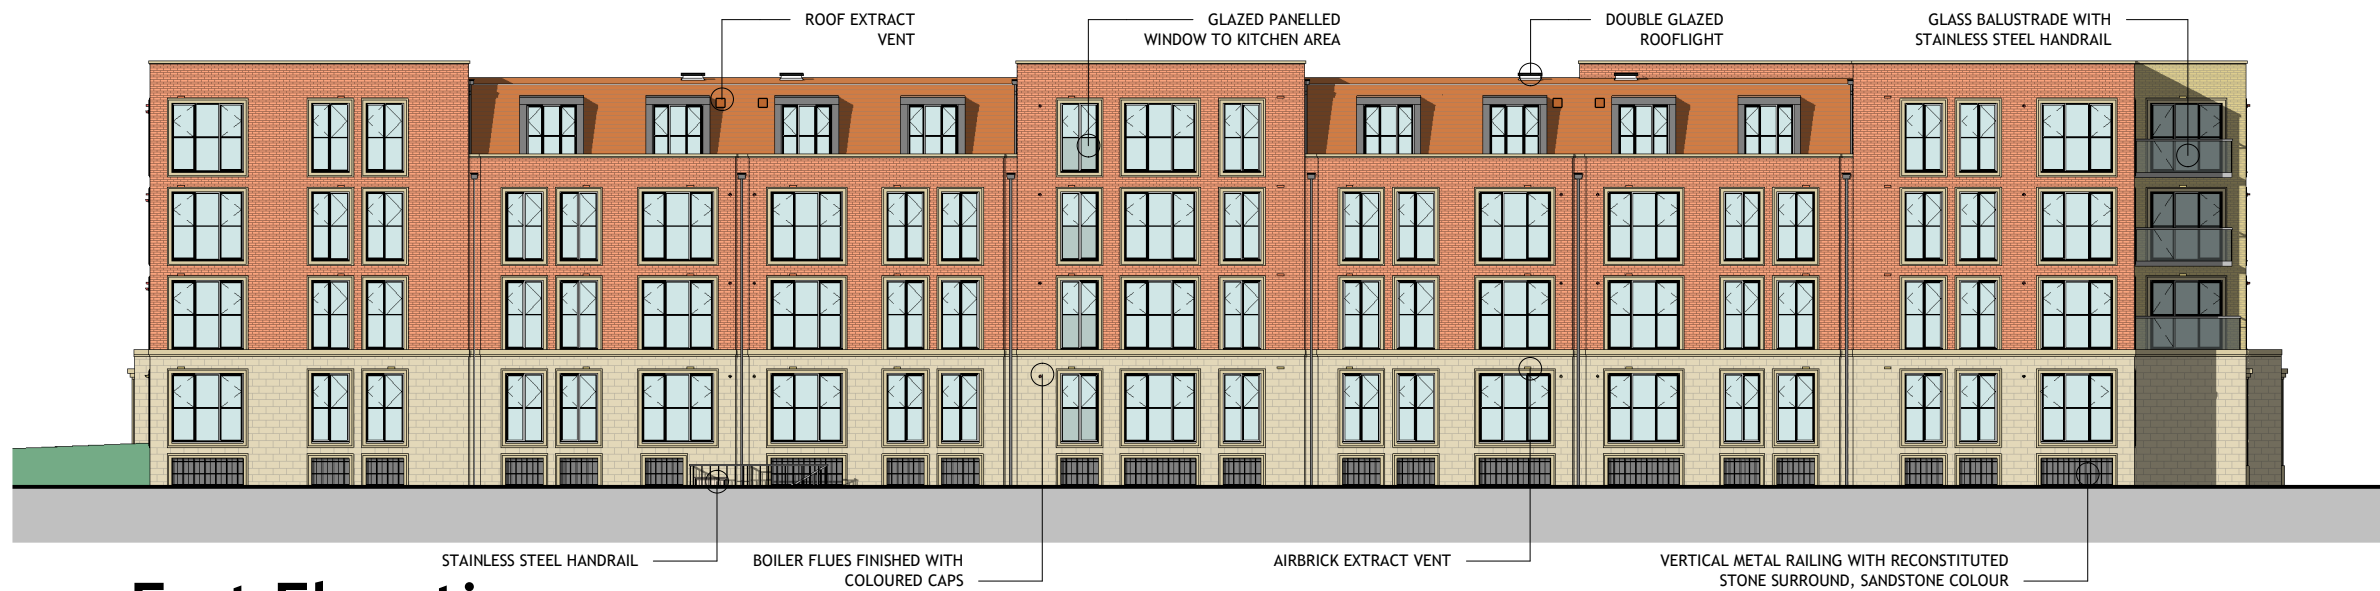 ROOF EXTRACT
VENT
GLAZED PANELLED
WINDOW TO KITCHEN AREA
DOUBLE GLAZED
ROOFLIGHT
GLASS BALUSTRADE WITH
STAINLESS STEEL HANDRAIL
STAINLESS STEEL HANDRAIL
BOILER FLUES FINISHED WITH
COLOURED CAPS
AIRBRICK EXTRACT VENT
VERTICAL METAL RAILING WITH RECONSTITUTED
STONE SURROUND, SANDSTONE COLOUR